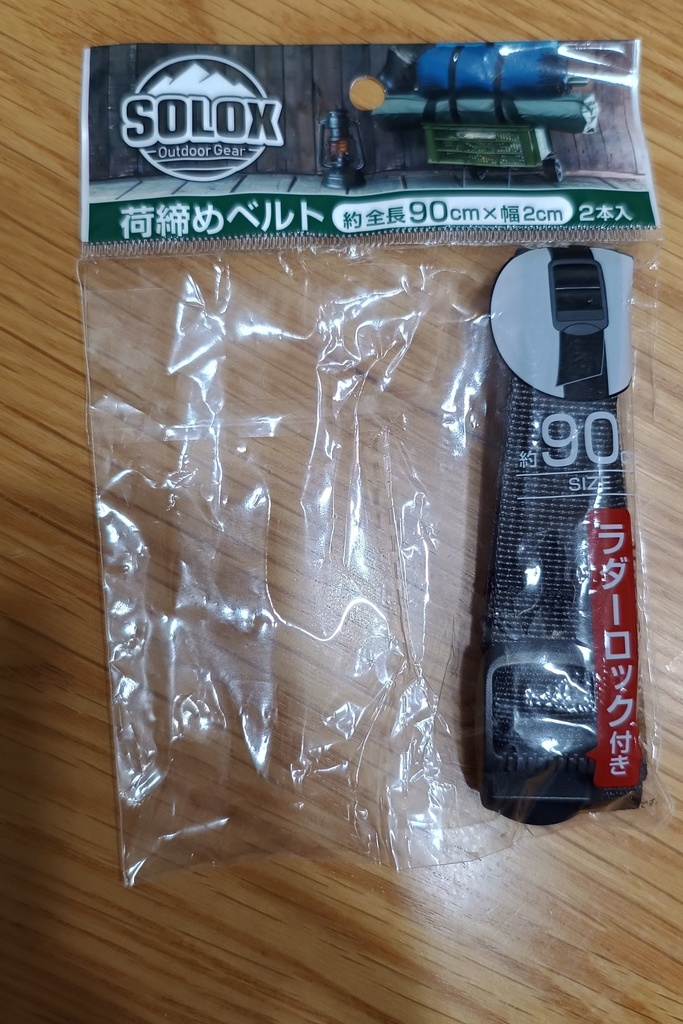 SOLOX
Outdoor Gear
荷締めベルト 約全長90cm×幅2cm 2本入
約90
SIZE
ラダーロック付き